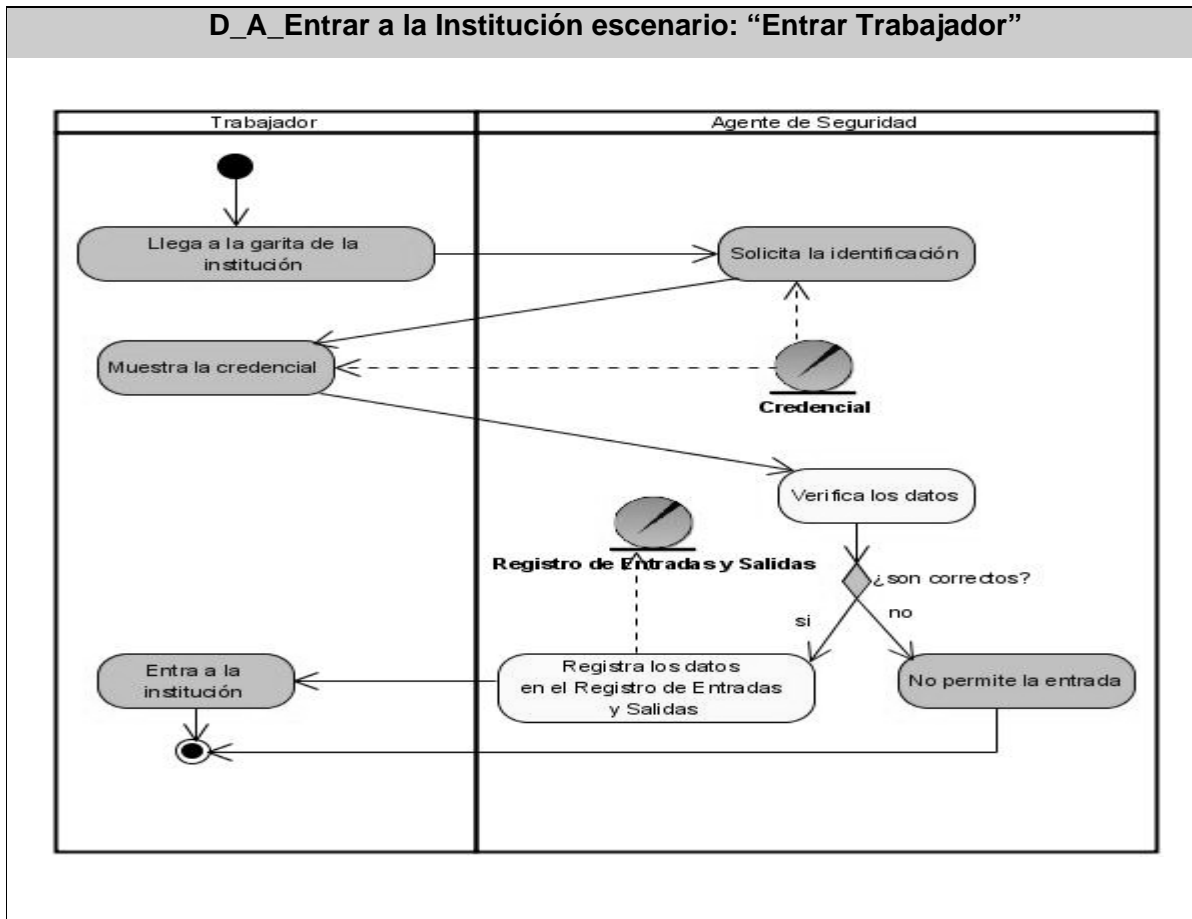 D_A_Entrar a la Institución escenario: “Entrar Trabajador”
Trabajador
Agente de Seguridad
Llega a la garita de la
institución
Solicita la identificación
Muestra la credencial
Credencial
Verifica los datos
Registro de Entradas y Salidas
¿son correctos?
si
no
Entra a la
institución
Registra los datos
en el Registro de Entradas
y Salidas
No permite la entrada